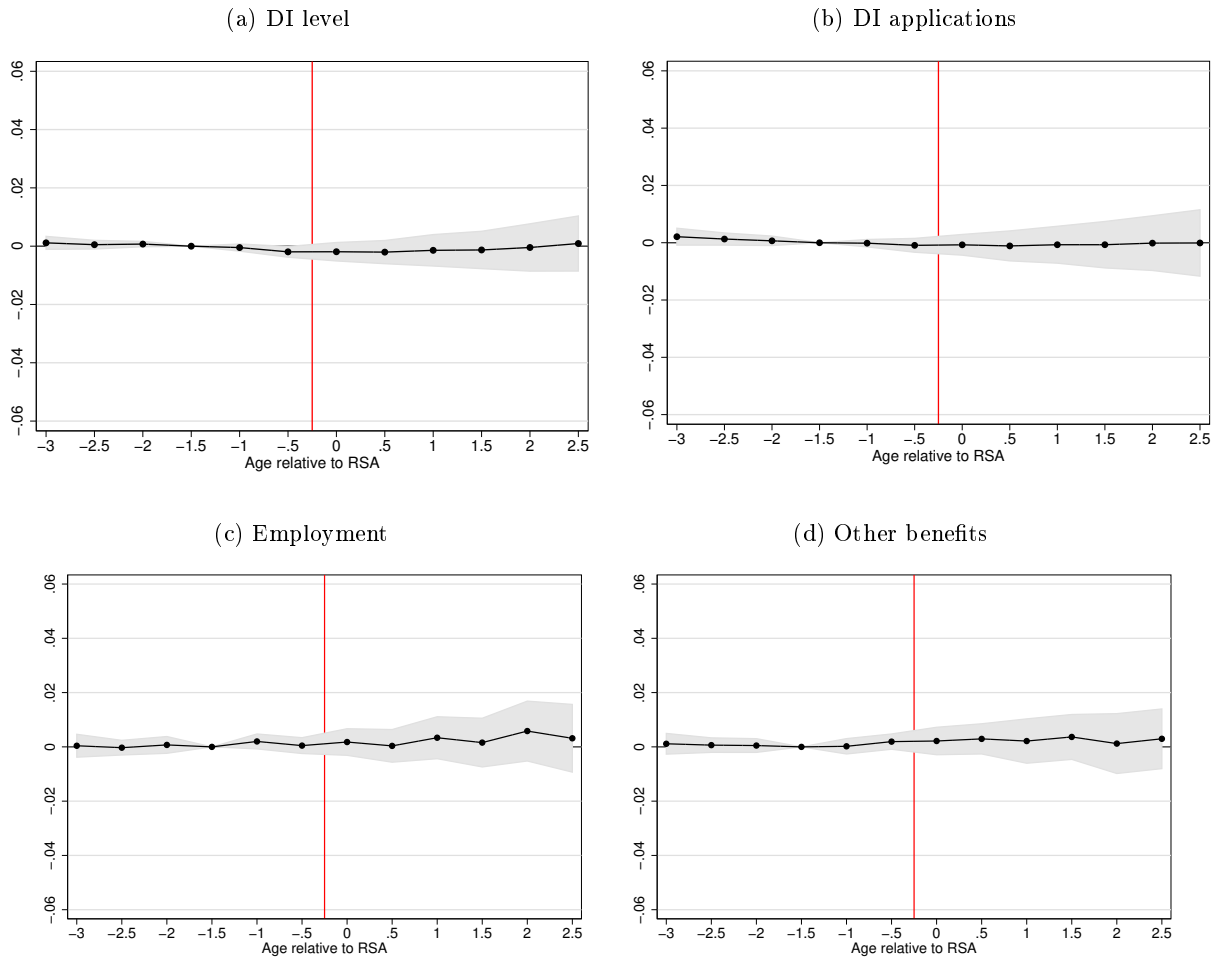 (a) DI level
.06
.04
.02
0
−.02
−.04
−.06
−3 −2.5 −2 −1.5 −1 −.5 0 .5 1 1.5 2 2.5
Age relative to RSA
(b) DI applications
.06
.04
.02
0
−.02
−.04
−.06
−3 −2.5 −2 −1.5 −1 −.5 0 .5 1 1.5 2 2.5
Age relative to RSA
(c) Employment
.06
.04
.02
0
−.02
−.04
−.06
−3 −2.5 −2 −1.5 −1 −.5 0 .5 1 1.5 2 2.5
Age relative to RSA
(d) Other benefits
.06
.04
.02
0
−.02
−.04
−.06
−3 −2.5 −2 −1.5 −1 −.5 0 .5 1 1.5 2 2.5
Age relative to RSA